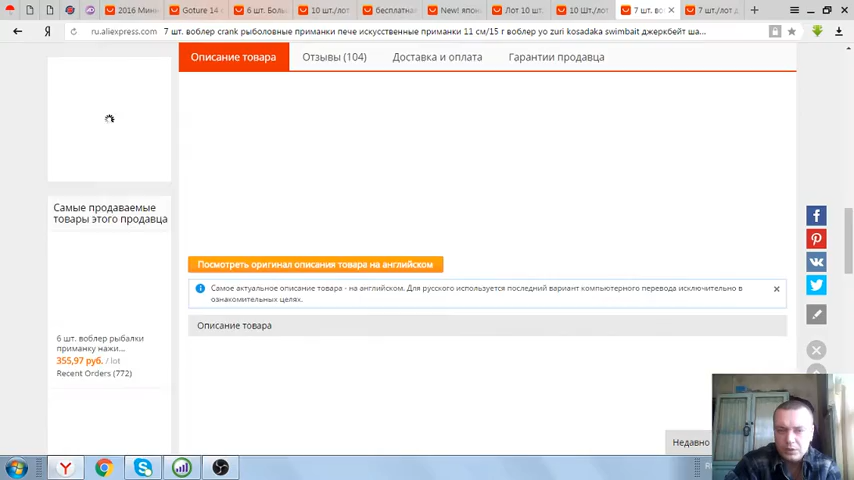 2016 Мин
Goture 14
6 шт. Боль
10 шт./лот
бесплатна
New! япон
Лот 10 шт.
10 Шт./лот
7 шт. во
7 шт./лот д
ru.aliexpress.com 7 шт. воблер crank рыболовные приманки пече искусственные приманки 11 см/15 г воблер yo zuri kosadaka swimbait джеркбейт ша...
Описание товара Отзывы (104) Доставка и оплата Гарантии продавца
Самые продаваемые
товары этого продавца
Посмотреть оригинал описания товара на английском
Самое актуальное описание товара - на английском. Для русского используется последний вариант компьютерного перевода исключительно в
ознакомительных целях.
Описание товара
6 шт. воблер рыбалки
приманку нажи...
355,97 руб. / lot
Recent Orders (772)
Недавно